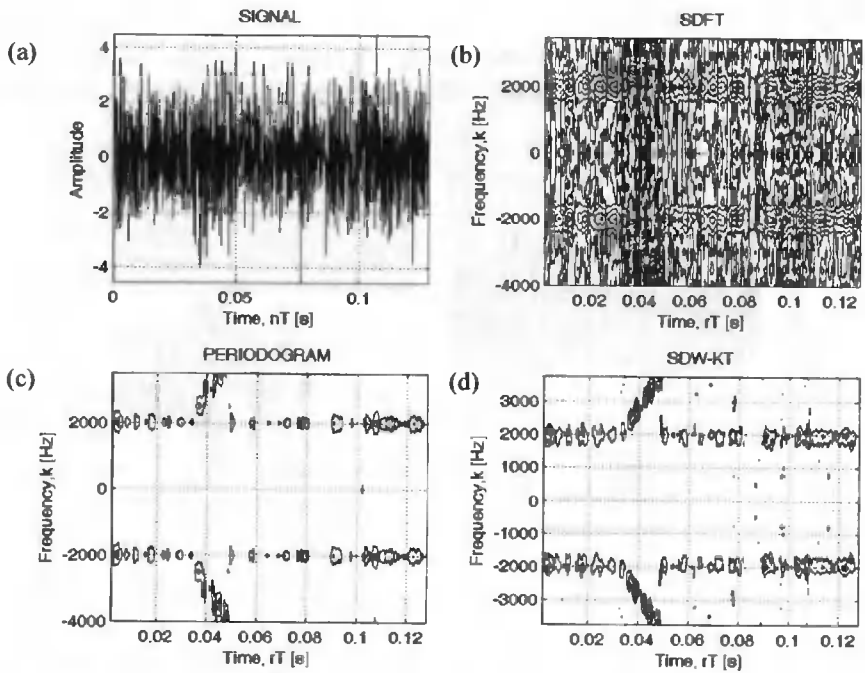 (a)
SIGNAL
Amplitude
4
2
0
-2
-4
0
0.05
0.1
Time, nT [s]
(b)
SDFT
Frequency,k [Hz]
2000
0
-2000
-4000
0.02 0.04 0.06 0.08 0.1 0.12
Time, rT [s]
(c)
PERIODOGRAM
Frequency,k [Hz]
2000
0
-2000
-4000
0.02 0.04 0.06 0.08 0.1 0.12
Time, rT [s]
(d)
SDW-KT
Frequency,k [Hz]
3000
2000
1000
0
-1000
-2000
-3000
0.02 0.04 0.06 0.08 0.1 0.12
Time, rT [s]